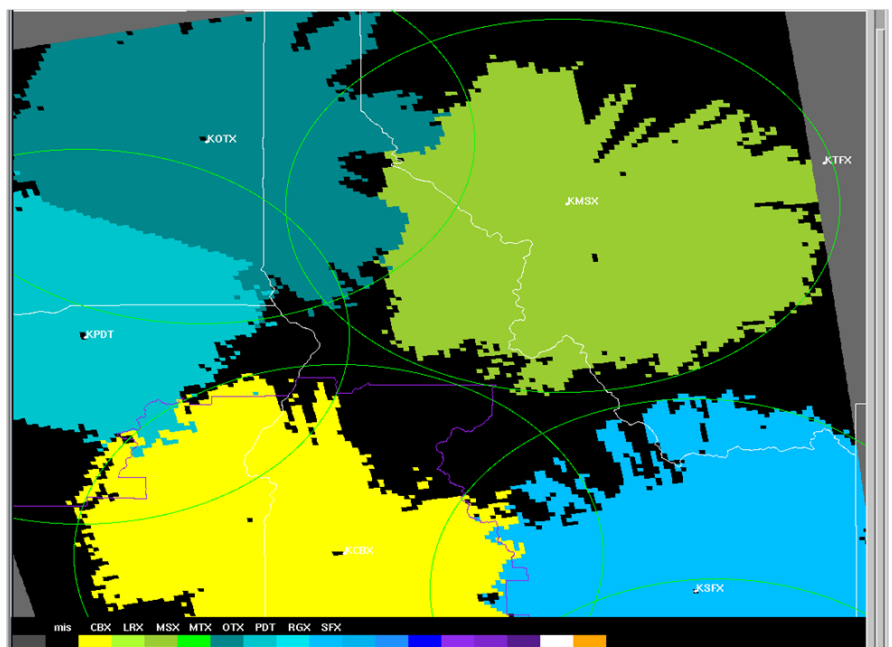 KOTX
KTFX
KMSX
KPDT
KCBX
KSFX
mis CBX LRX MSX MTX OTX PDT RGX SFX